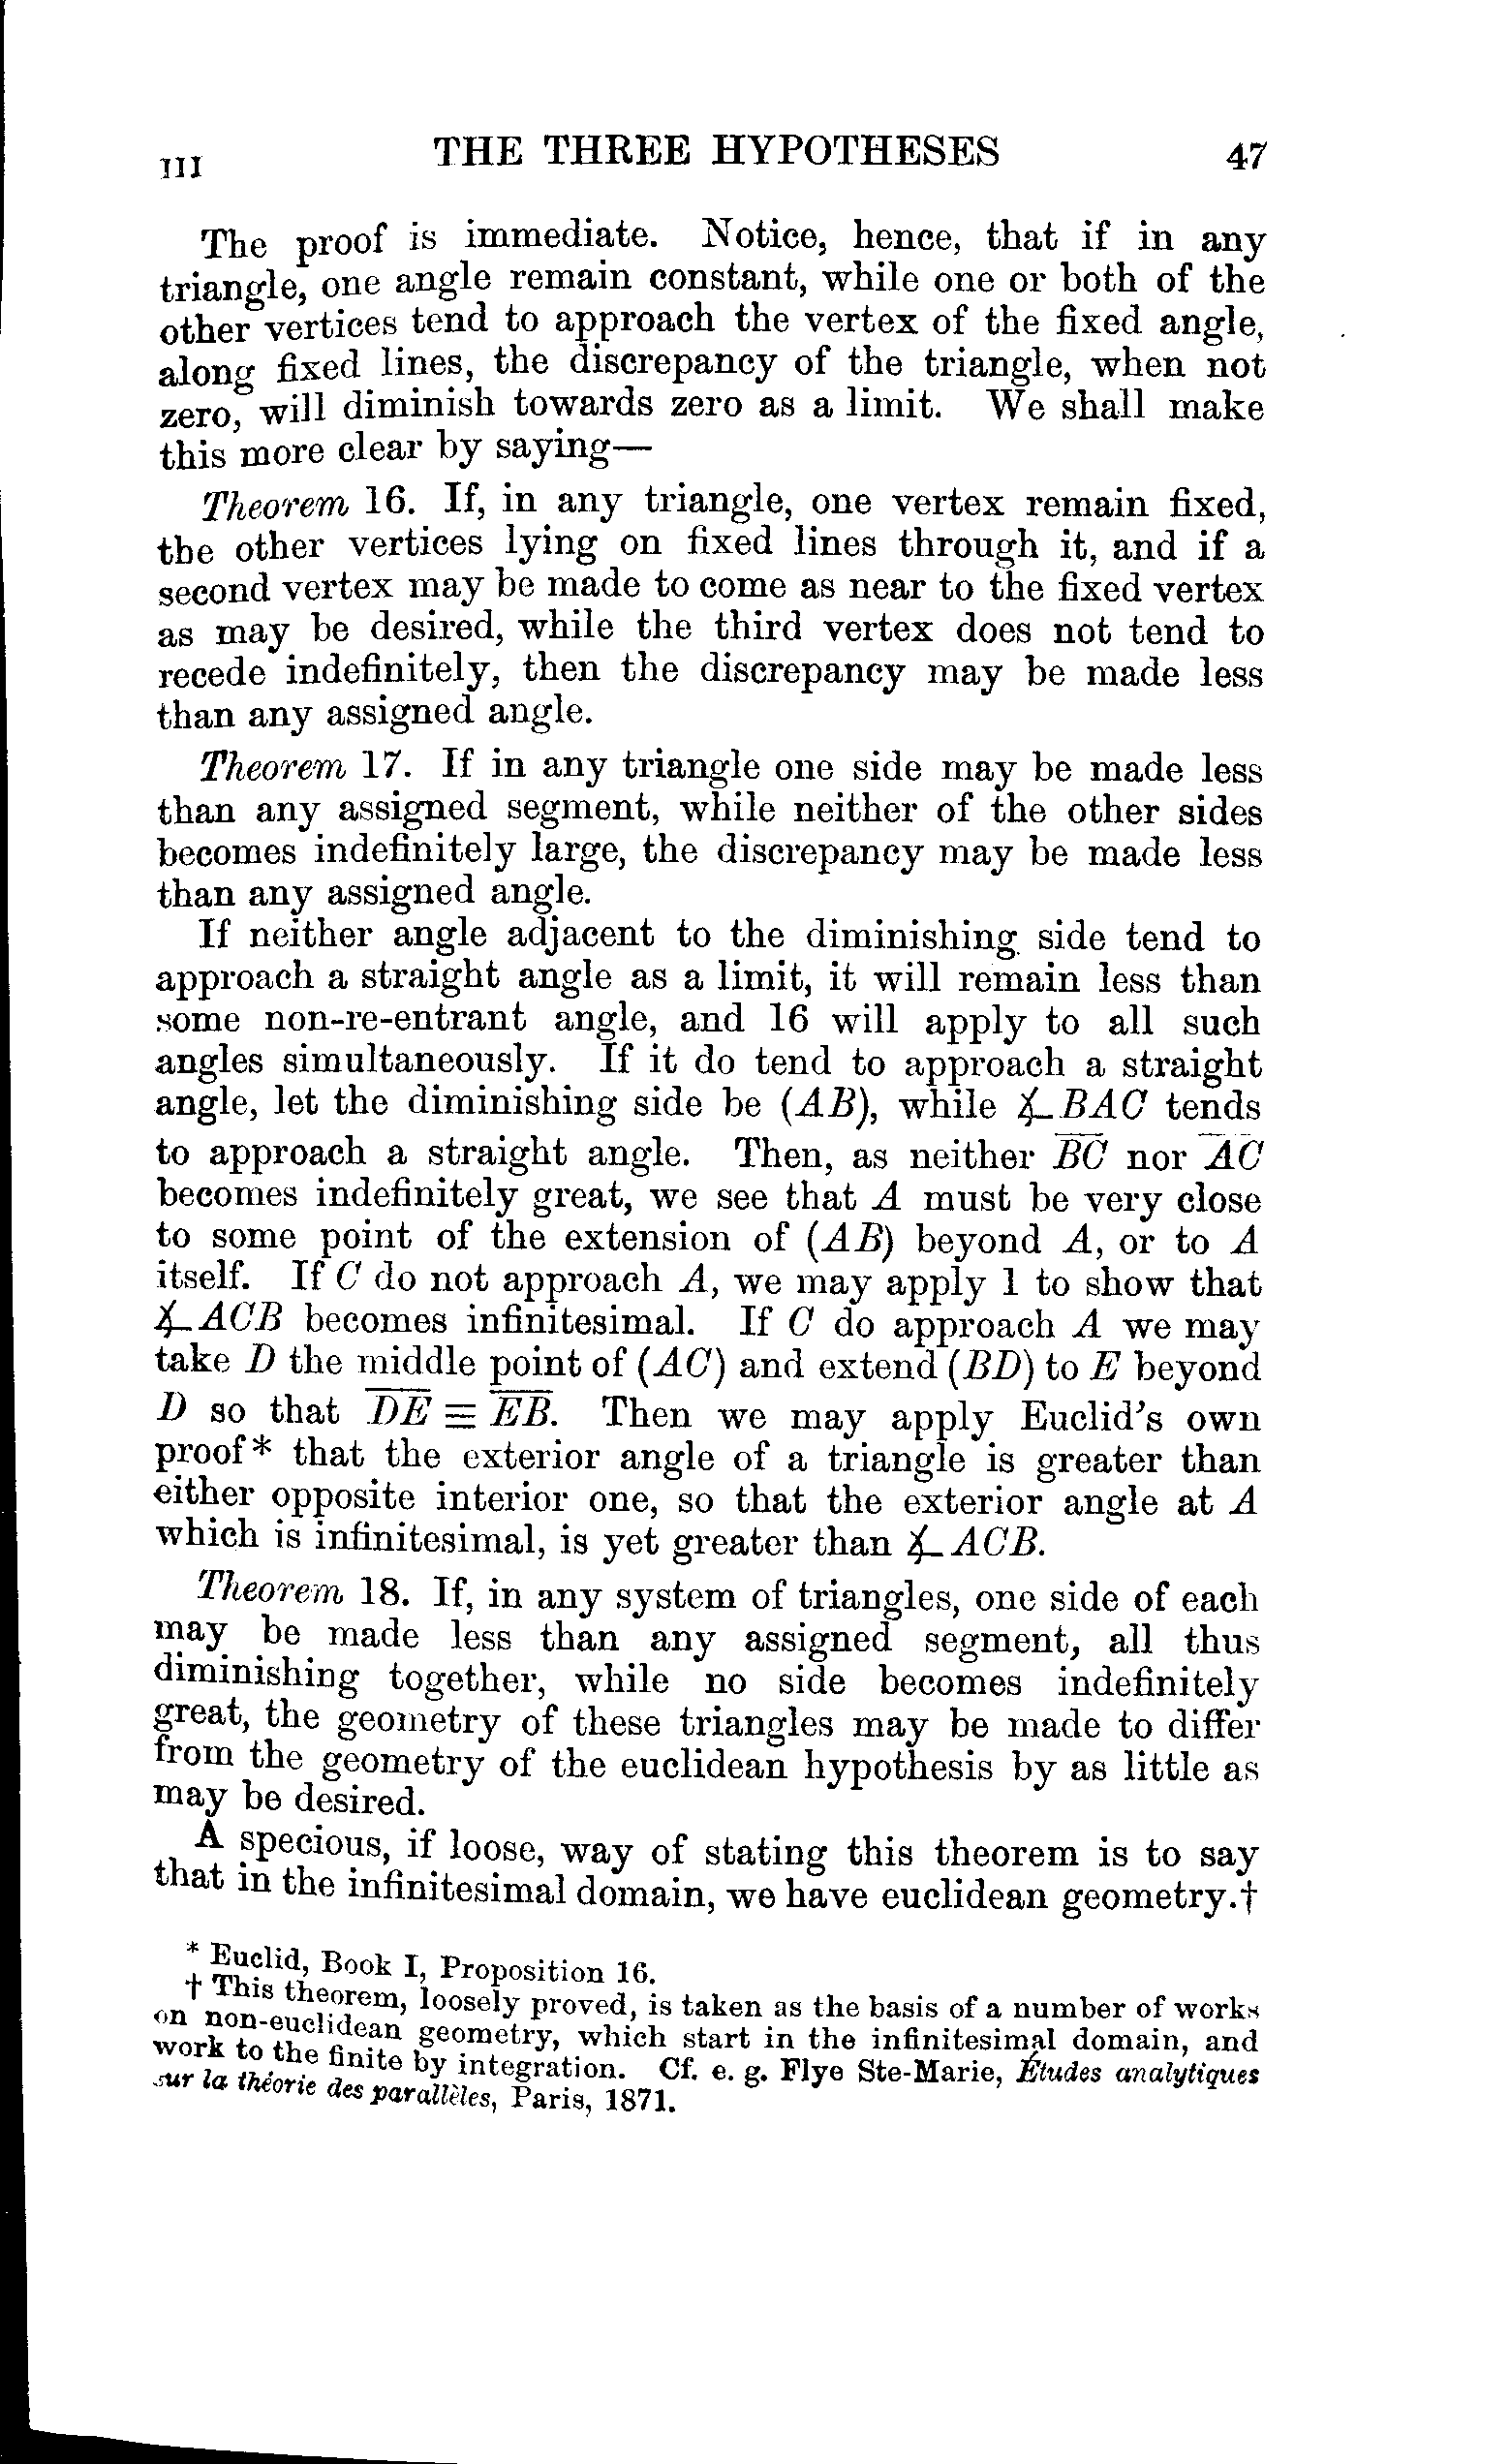 III THE THREE HYPOTHESES 47
The proof is immediate. Notice, hence, that if in any
triangle, one angle remain constant, while one or both of the
other vertices tend to approach the vertex of the fixed angle,
along fixed lines, the discrepancy of the triangle, when not
zero, will diminish towards zero as a limit. We shall make
this more clear by saying—
Theorem 16. If, in any triangle, one vertex remain fixed,
the other vertices lying on fixed lines through it, and if a
second vertex may be made to come as near to the fixed vertex
as may be desired, while the third vertex does not tend to
recede indefinitely, then the discrepancy may be made less
than any assigned angle.
Theorem 17. If in any triangle one side may be made less
than any assigned segment, while neither of the other sides
becomes indefinitely large, the discrepancy may be made less
than any assigned angle.
If neither angle adjacent to the diminishing side tend to
approach a straight angle as a limit, it will remain less than
some non-re-entrant angle, and 16 will apply to all such
angles simultaneously. If it do tend to approach a straight
angle, let the diminishing side be (AB), while ∡ BAC tends
to approach a straight angle. Then, as neither B̅C̅ nor A̅C̅
becomes indefinitely great, we see that A must be very close
to some point of the extension of (AB) beyond A, or to A
itself. If C do not approach A, we may apply 1 to show that
∡ ACB becomes infinitesimal. If C do approach A we may
take D the middle point of (AC) and extend (BD) to E beyond
D so that D̅E̅ ≡ E̅B̅. Then we may apply Euclid's own
proof* that the exterior angle of a triangle is greater than
either opposite interior one, so that the exterior angle at A
which is infinitesimal, is yet greater than ∡ ACB.
Theorem 18. If, in any system of triangles, one side of each
may be made less than any assigned segment, all thus
diminishing together, while no side becomes indefinitely
great, the geometry of these triangles may be made to differ
from the geometry of the euclidean hypothesis by as little as
may be desired.
A specious, if loose, way of stating this theorem is to say
that in the infinitesimal domain, we have euclidean geometry.†
* Euclid, Book I, Proposition 16.
† This theorem, loosely proved, is taken as the basis of a number of works
on non-euclidean geometry, which start in the infinitesimal domain, and
work to the finite by integration. Cf. e. g. Flye Ste-Marie, Études analytiques
sur la théorie des parallèles, Paris, 1871.